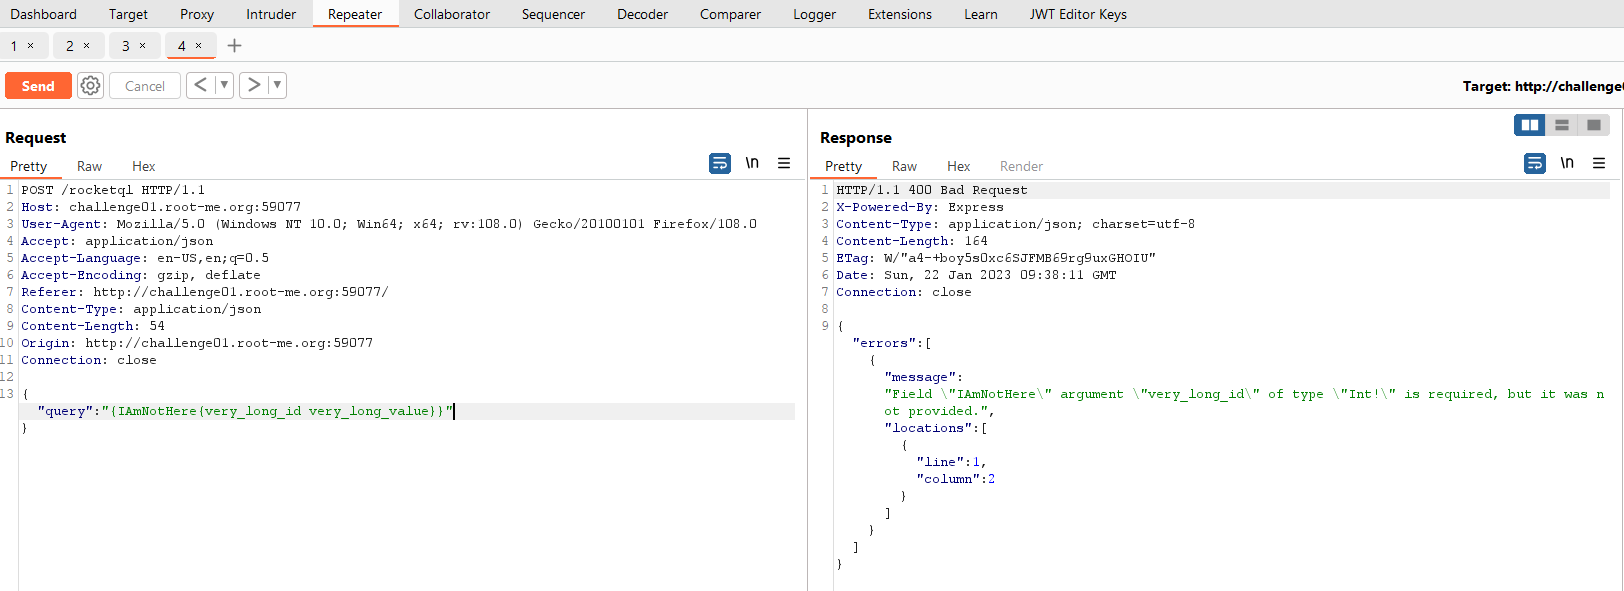 Dashboard Target Proxy Intruder Repeater Collaborator Sequencer Decoder Comparer Logger Extensions Learn JWT Editor Keys
1 × 2 × 3 × 4 × +
Send Cancel < ▼ > ▼ Target: http://challenge
Request
Pretty Raw Hex \n
1 POST /rocketql HTTP/1.1
2 Host: challenge01.root-me.org:59077
3 User-Agent: Mozilla/5.0 (Windows NT 10.0; Win64; x64; rv:108.0) Gecko/20100101 Firefox/108.0
4 Accept: application/json
5 Accept-Language: en-US,en;q=0.5
6 Accept-Encoding: gzip, deflate
7 Referer: http://challenge01.root-me.org:59077/
8 Content-Type: application/json
9 Content-Length: 54
10 Origin: http://challenge01.root-me.org:59077
11 Connection: close
12
13 {
"query":"{IAmNotHere{very_long_id very_long_value}}"
}
Response
Pretty Raw Hex Render \n
1 HTTP/1.1 400 Bad Request
2 X-Powered-By: Express
3 Content-Type: application/json; charset=utf-8
4 Content-Length: 164
5 ETag: W/"a4-+boy5s0xc6SJFMB69rg9uxGHOIU"
6 Date: Sun, 22 Jan 2023 09:38:11 GMT
7 Connection: close
8
9 {
"errors":[
{
"message":
"Field \"IAmNotHere\" argument \"very_long_id\" of type \"Int!\" is required, but it was n
ot provided.",
"locations":[
{
"line":1,
"column":2
}
]
}
]
}